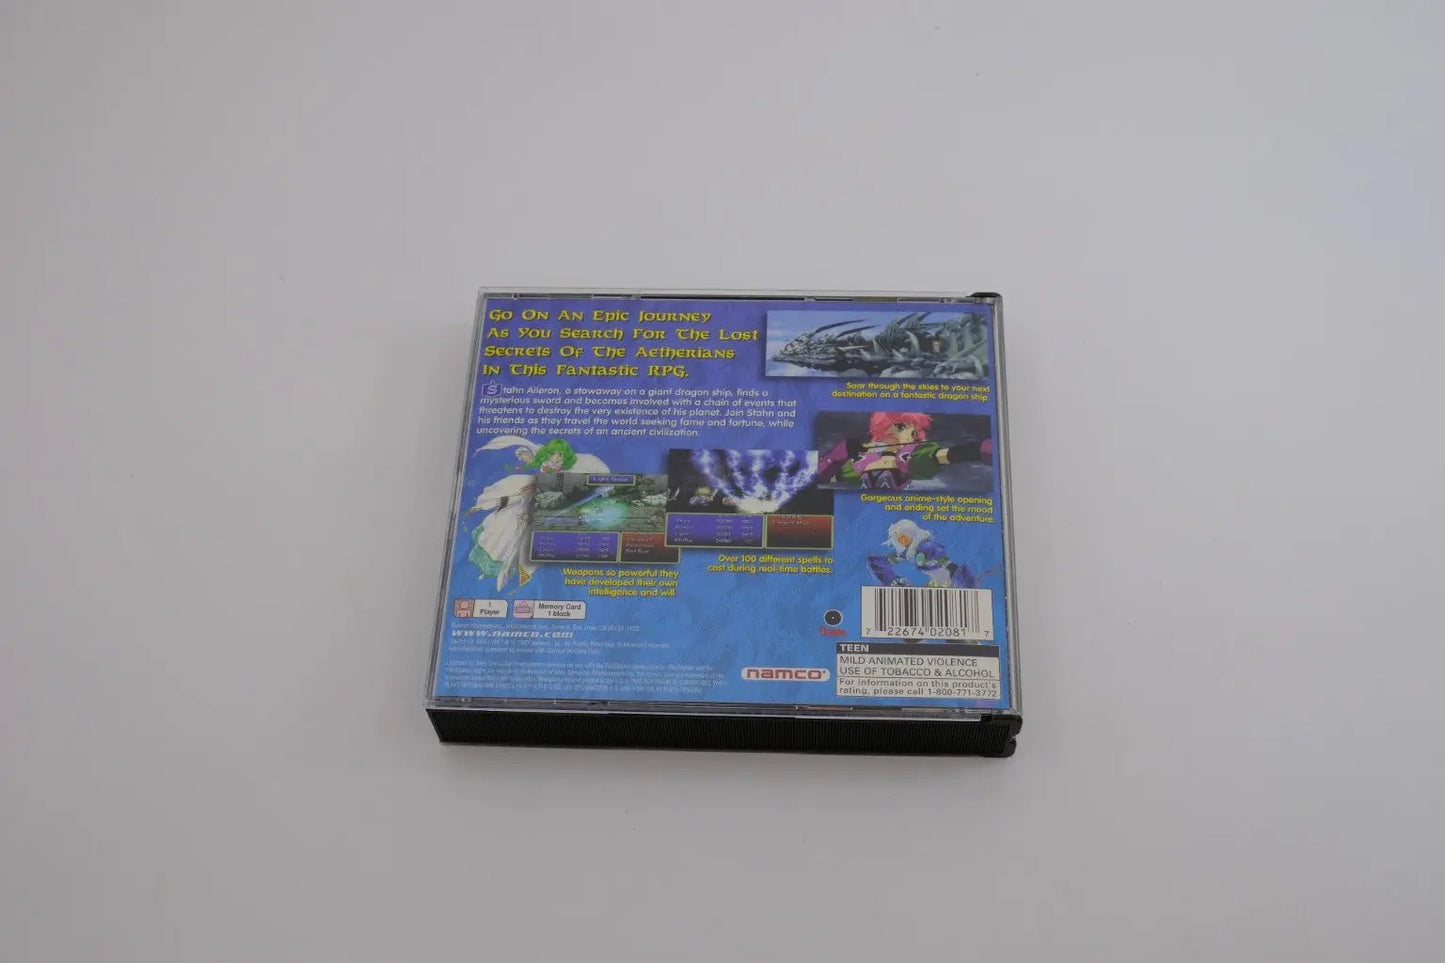 Go On An Epic Journey
As You Search For The Lost
Secrets Of The Aetherians
In This Fantastic RPG.
Stahn Aileron, a stowaway on a giant dragon ship, finds a
mysterious sword and becomes involved with a chain of events that
threatens to destroy the very existence of his planet. Join Stahn and
his friends as they travel the world seeking fame and fortune, while
uncovering the secrets of an ancient civilization.
Soar through the skies to your next
destination on a fantastic dragon ship.
Gorgeous anime-style opening
and ending set the mood
of the adventure.
Over 100 different spells to
cast during real-time battles.
Weapons so powerful they
have developed their own
intelligence and will.
1
Player
Memory Card
1 block
www.namco.com
namco
7 22674 02081 7
TEEN
MILD ANIMATED VIOLENCE
USE OF TOBACCO & ALCOHOL
For information on this product's
rating, please call 1-800-771-3772